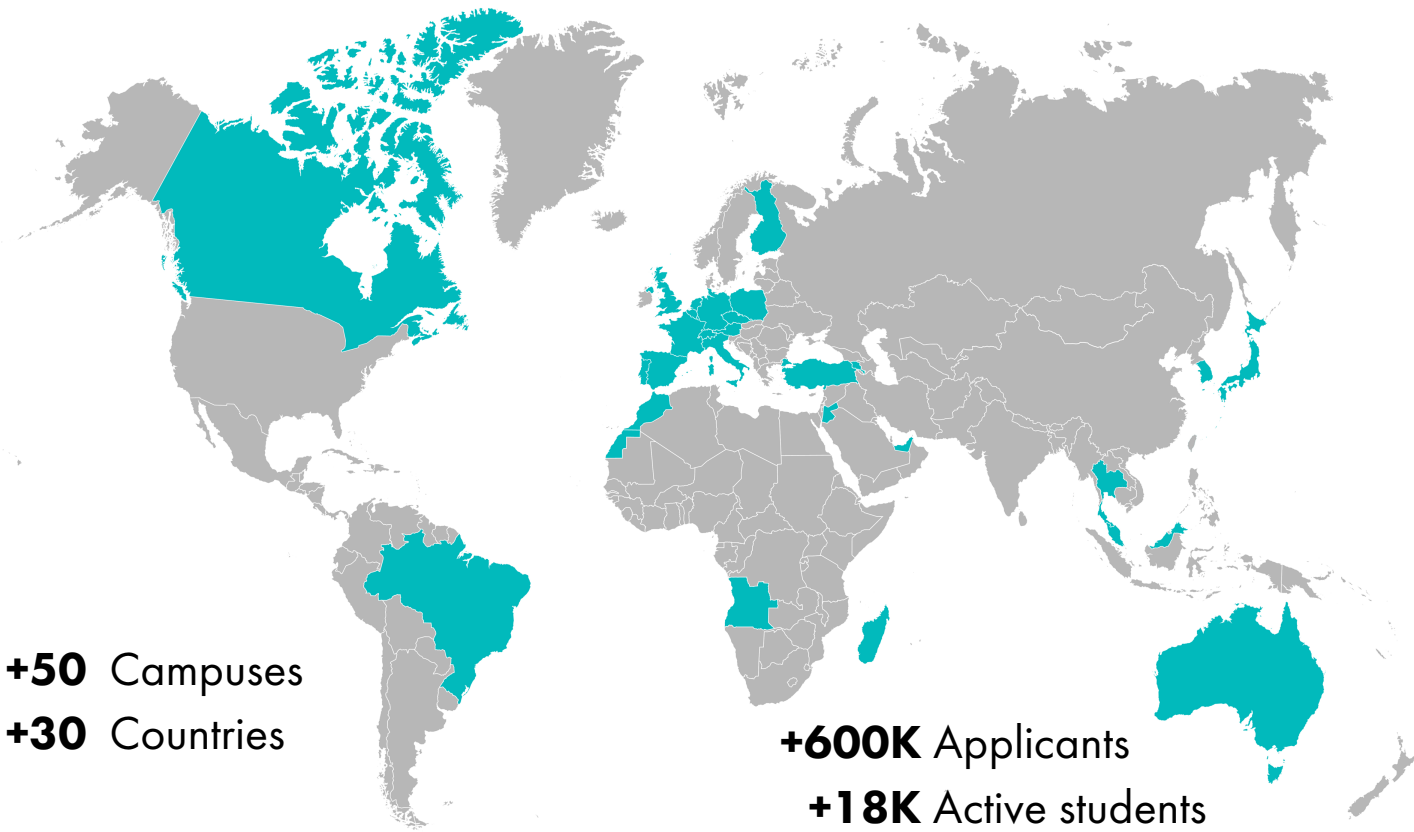 +50 Campuses
+30 Countries
+600K Applicants
+18K Active students